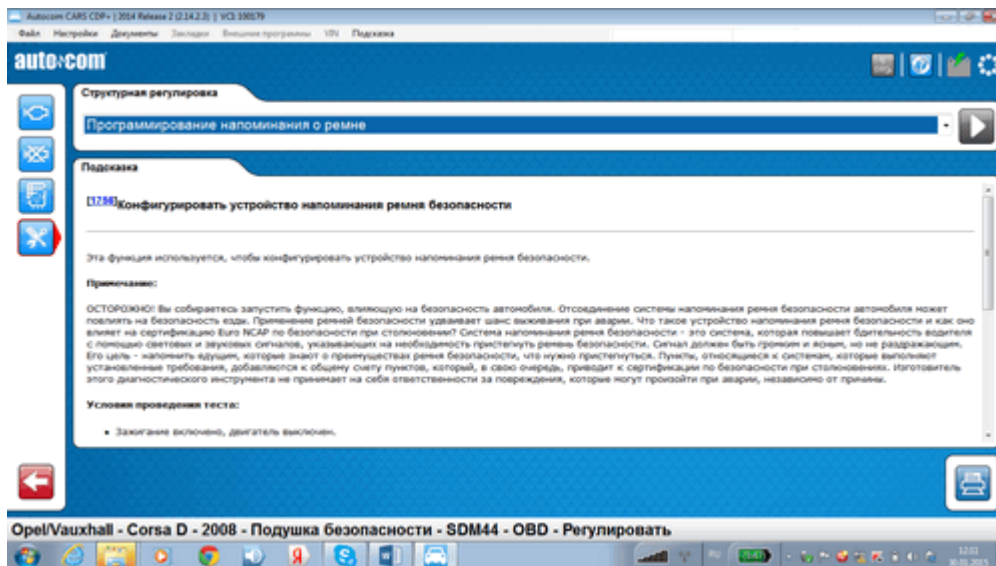 Autocom CARS CDP+ | 2014 Release 2 (2.14.2.3) | VCI: 100179
Файл Настройки Документы Закладки Внешние программы VIN Подсказка
auto com
Структурная регулировка
Программирование напоминания о ремне
Подсказка
[1756]Конфигурировать устройство напоминания ремня безопасности
Эта функция используется, чтобы конфигурировать устройство напоминания ремня безопасности.
Примечание:
ОСТОРОЖНО! Вы собираетесь запустить функцию, влияющую на безопасность автомобиля. Отсоединение системы напоминания ремня безопасности автомобиля может
повлиять на безопасность езды. Применение ремней безопасности удваивает шанс выживания при аварии. Что такое устройство напоминания ремня безопасности и как оно
влияет на сертификацию Euro NCAP по безопасности при столкновении? Система напоминания ремня безопасности - это система, которая повышает бдительность водителя
с помощью световых и звуковых сигналов, указывающих на необходимость пристегнуть ремень безопасности. Сигнал должен быть громким и ясным, но не раздражающим.
Его цель - напомнить едущим, которые знают о преимуществах ремня безопасности, что нужно пристегнуться. Пункты, относящиеся к системам, которые выполняют
установленные требования, добавляются к общему счету пунктов, который, в свою очередь, приводит к сертификации по безопасности при столкновениях. Изготовитель
этого диагностического инструмента не принимает на себя ответственности за повреждения, которые могут произойти при аварии, независимо от причины.
Условия проведения теста:
Зажигание включено, двигатель выключен.
Opel/Vauxhall - Corsa D - 2008 - Подушка безопасности - SDM44 - OBD - Регулировать
12:03
30.01.2015